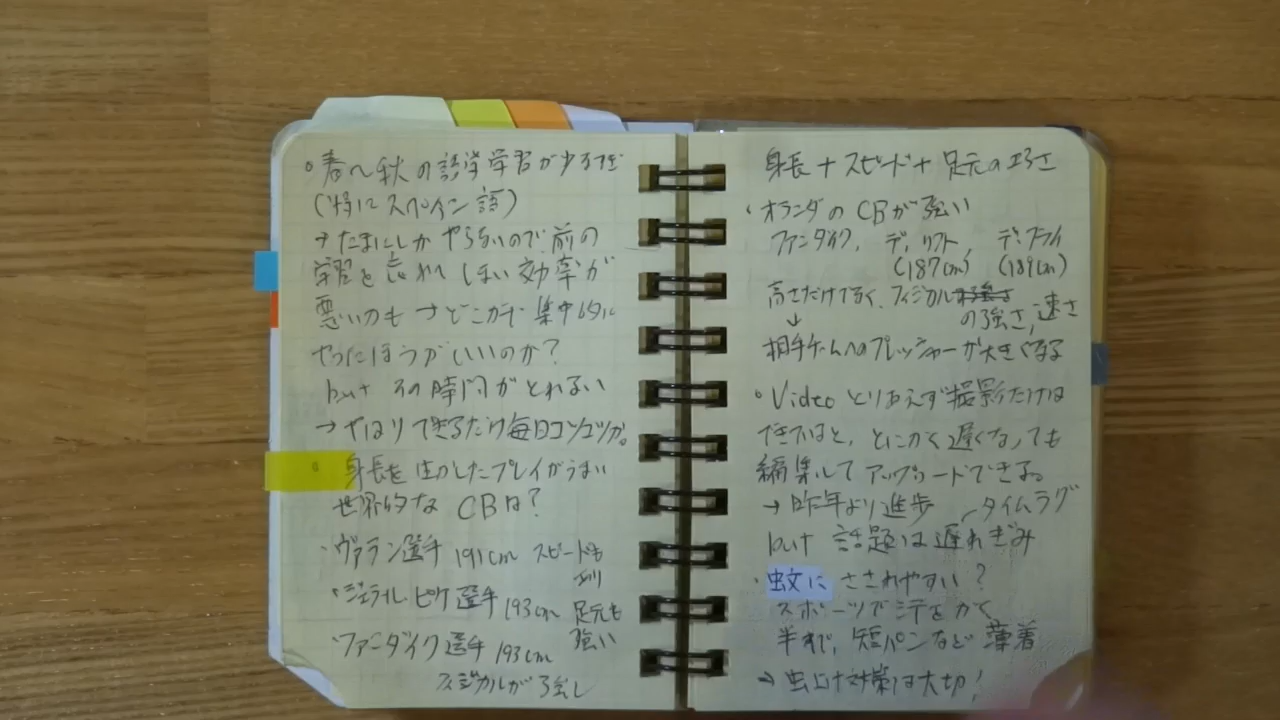 春〜秋の語学学習が少なすぎ
(特にスペイン語)
→たまにしかやらないので前の
学習を忘れてしまい効率が
悪いのも→どこかで集中的に
やったほうがいいのか?
but その時間がとれない
→やはりできるだけ毎日コツコツか。
身長を生かしたプレイがうまい
世界的なCBは?
・ヴァラン選手 191cm スピードも
あり
・ジェラール・ピケ選手 193cm 足元も
強い
・ファンダイク選手 193cm
フィジカルが強し
身長+スピード+足元の巧さ
・オランダのCBが強い
ファンダイク, デ,リフト, デ,フライ
(187cm) (189cm)
高さだけでなく、フィジカル
の強さ,速さ
↓
相手チームへのプレッシャーが大きくなる
Video とりあえず撮影だけは
できていると、とにかく遅くなっても
編集してアップロードできる。
→昨年より進歩 タイムラグ
but 話題は遅れぎみ
・蚊に さされやすい?
スポーツで汗をかく
半そで,短パンなど薄着
→虫よけ対策は大切!